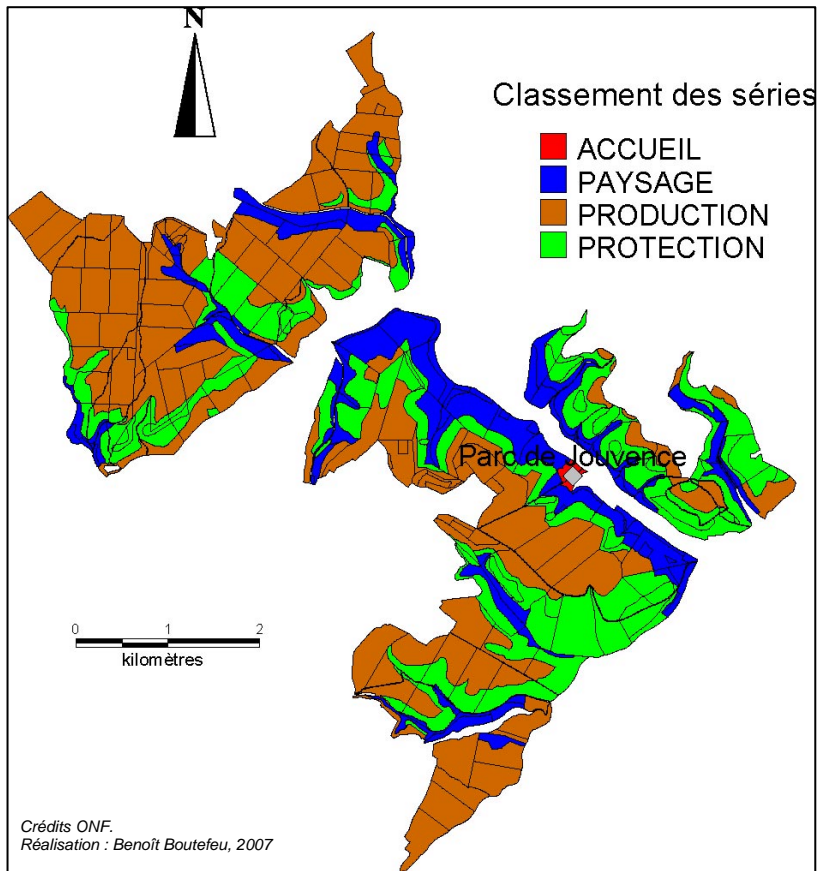 N
Classement des séries
ACCUEIL
PAYSAGE
PRODUCTION
PROTECTION
Parc de Jouvence
0 1 2
kilomètres
Crédits ONF.
Réalisation : Benoît Boutefeu, 2007